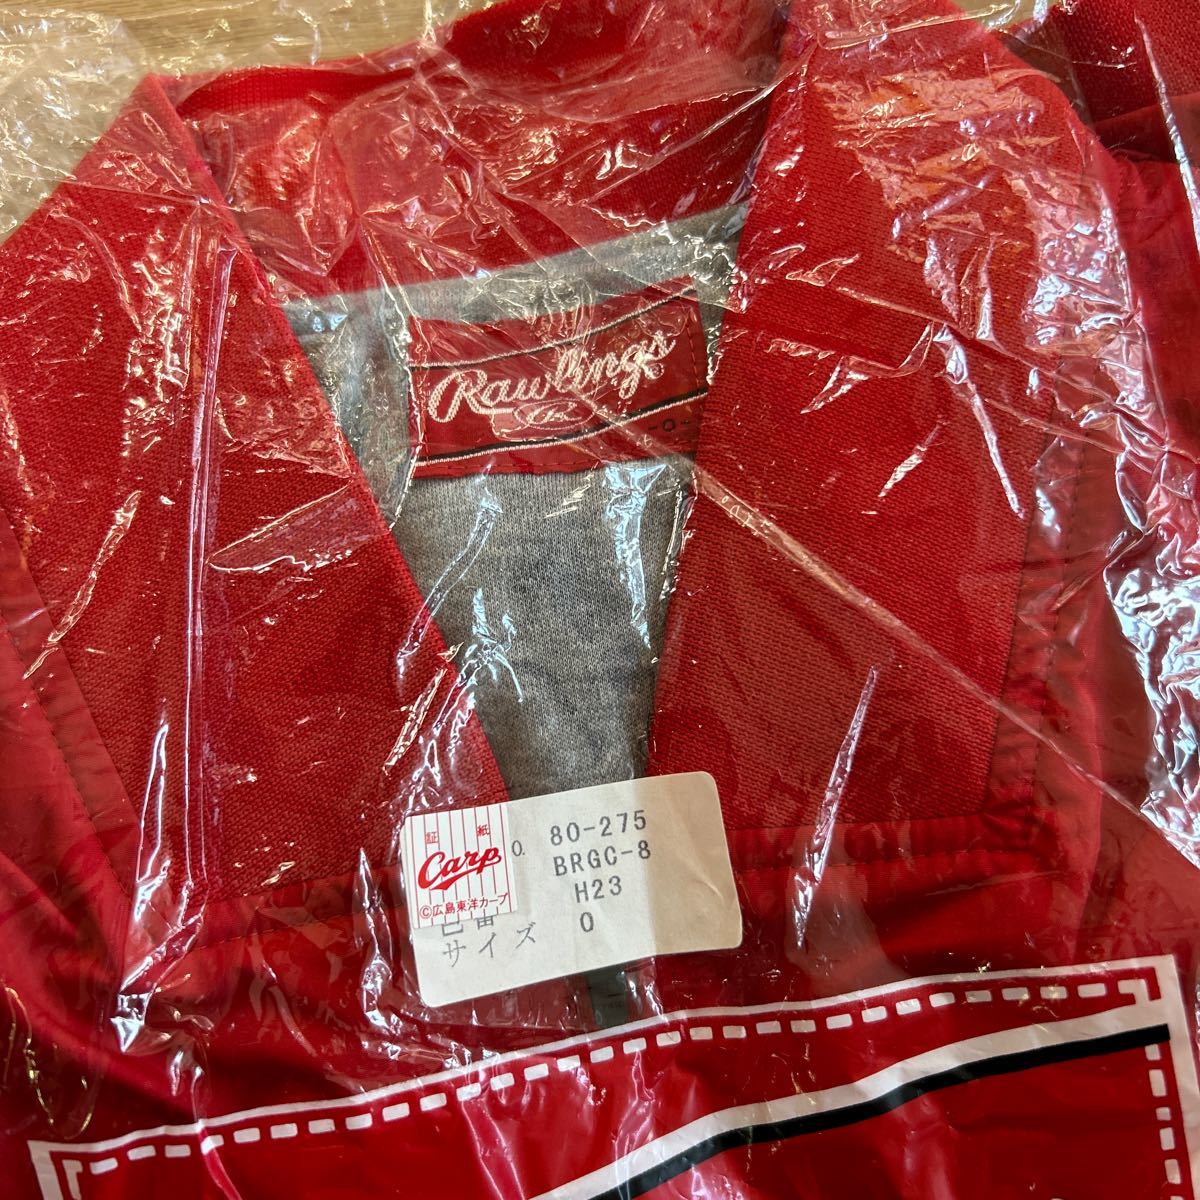 Rawlings
-O-
証紙
Carp
©広島東洋カープ
O. 80-275
BRGC-8
H23
サイズ 0